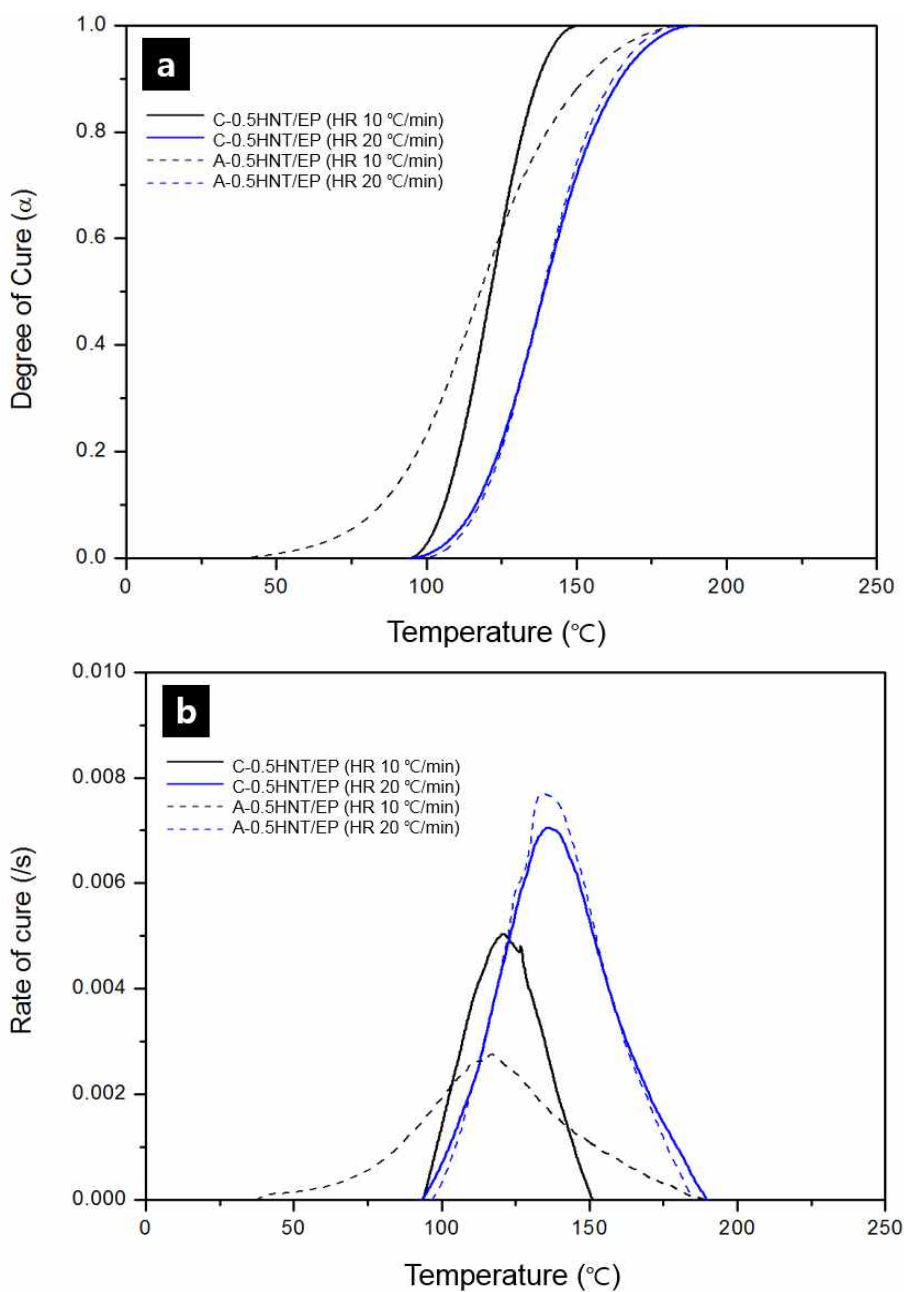 a
C-0.5HNT/EP (HR 10 ℃/min)
C-0.5HNT/EP (HR 20 ℃/min)
A-0.5HNT/EP (HR 10 ℃/min)
A-0.5HNT/EP (HR 20 ℃/min)
1.0
0.8
0.6
0.4
0.2
0.0
Degree of Cure (α)
0 50 100 150 200 250
Temperature (℃)
b
C-0.5HNT/EP (HR 10 ℃/min)
C-0.5HNT/EP (HR 20 ℃/min)
A-0.5HNT/EP (HR 10 ℃/min)
A-0.5HNT/EP (HR 20 ℃/min)
0.010
0.008
0.006
0.004
0.002
0.000
Rate of cure (/s)
0 50 100 150 200 250
Temperature (℃)